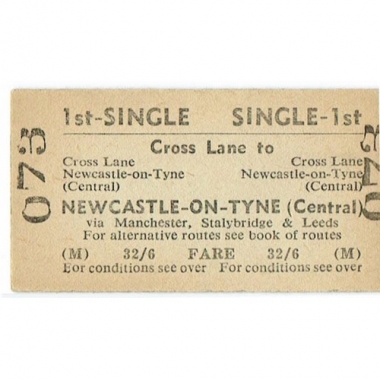 1st-SINGLE SINGLE-1st
Cross Lane to
Cross Lane Cross Lane
Newcastle-on-Tyne Newcastle-on-Tyne
(Central) (Central)
NEWCASTLE-ON-TYNE (Central)
via Manchester, Stalybridge & Leeds
For alternative routes see book of routes
(M) 32/6 FARE 32/6 (M)
For conditions see over For conditions see over
073
073